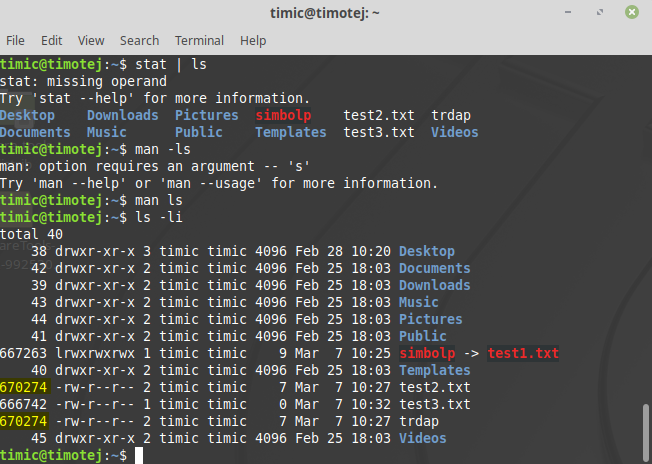 timic@timotej: ~
File Edit View Search Terminal Help
timic@timotej:~$ stat | ls
stat: missing operand
Try 'stat --help' for more information.
Desktop Downloads Pictures simbolp test2.txt trdap
Documents Music Public Templates test3.txt Videos
timic@timotej:~$ man -ls
man: option requires an argument -- 's'
Try 'man --help' or 'man --usage' for more information.
timic@timotej:~$ man ls
timic@timotej:~$ ls -li
total 40
38 drwxr-xr-x 3 timic timic 4096 Feb 28 10:20 Desktop
42 drwxr-xr-x 2 timic timic 4096 Feb 25 18:03 Documents
39 drwxr-xr-x 2 timic timic 4096 Feb 25 18:03 Downloads
43 drwxr-xr-x 2 timic timic 4096 Feb 25 18:03 Music
44 drwxr-xr-x 2 timic timic 4096 Feb 25 18:03 Pictures
41 drwxr-xr-x 2 timic timic 4096 Feb 25 18:03 Public
667263 lrwxrwxrwx 1 timic timic 9 Mar 7 10:25 simbolp -> test1.txt
40 drwxr-xr-x 2 timic timic 4096 Feb 25 18:03 Templates
670274 -rw-r--r-- 2 timic timic 7 Mar 7 10:27 test2.txt
666742 -rw-r--r-- 1 timic timic 0 Mar 7 10:32 test3.txt
670274 -rw-r--r-- 2 timic timic 7 Mar 7 10:27 trdap
45 drwxr-xr-x 2 timic timic 4096 Feb 25 18:03 Videos
timic@timotej:~$